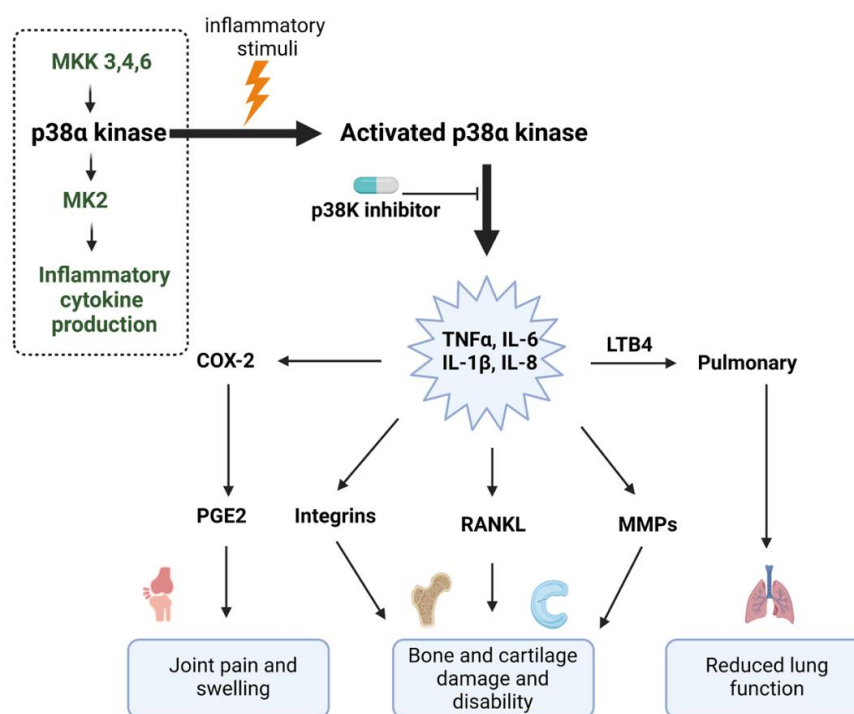 inflammatory
stimuli
MKK 3,4,6
p38α kinase
Activated p38α kinase
MK2
p38K inhibitor
Inflammatory
cytokine
production
TNFα, IL-6
IL-1β, IL-8
COX-2
LTB4
Pulmonary
PGE2
Integrins
RANKL
MMPs
Joint pain and
swelling
Bone and cartilage
damage and
disability
Reduced lung
function